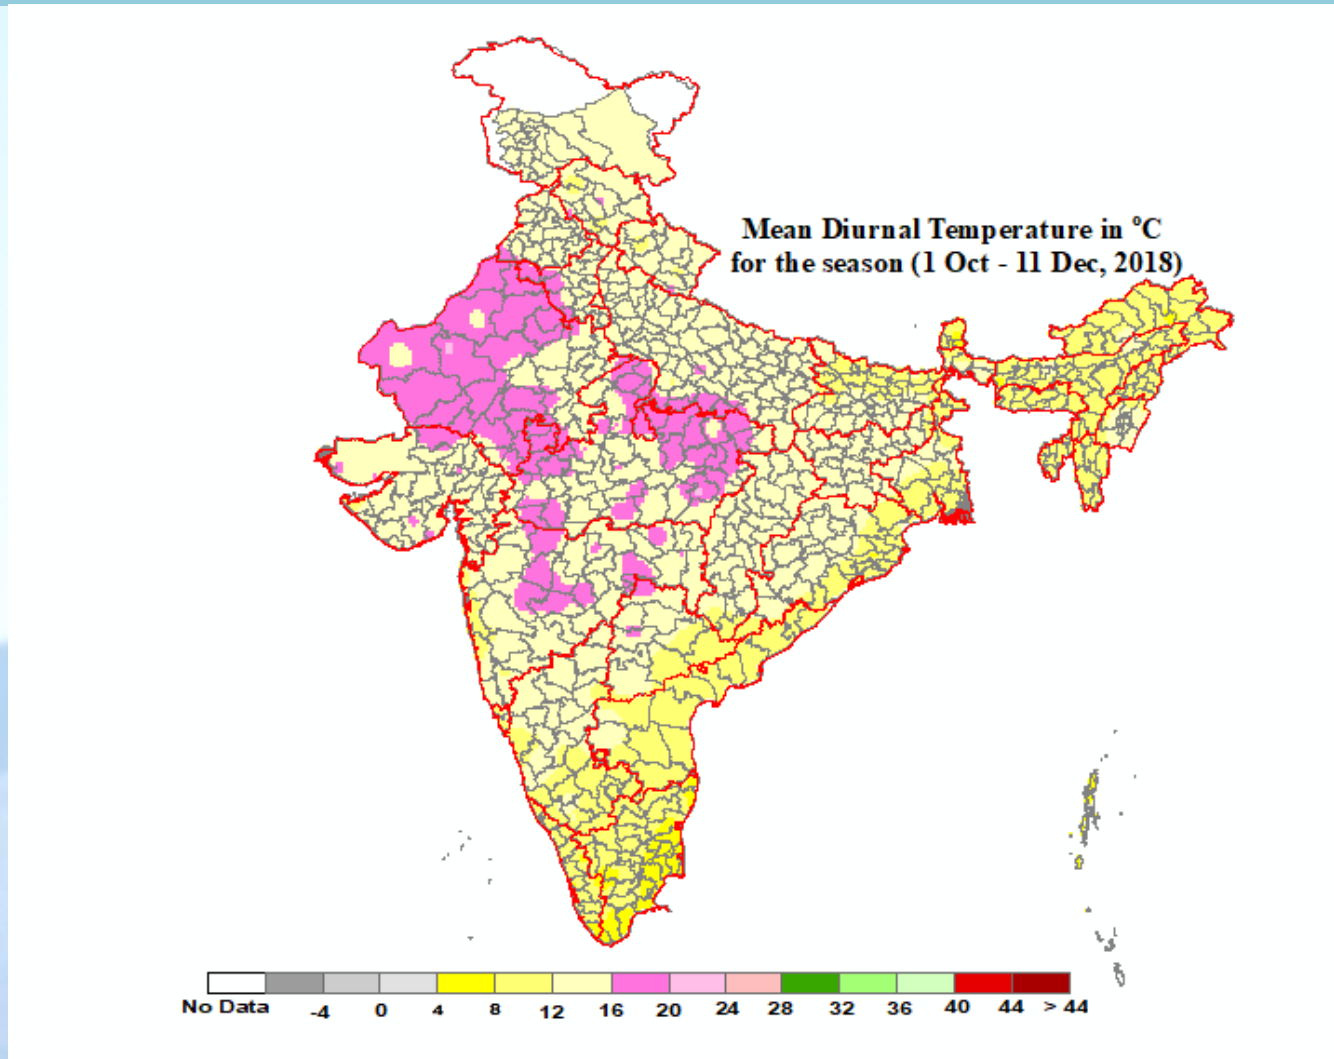 Mean Diurnal Temperature in °C
for the season (1 Oct - 11 Dec, 2018)
No Data -4 0 4 8 12 16 20 24 28 32 36 40 44 > 44